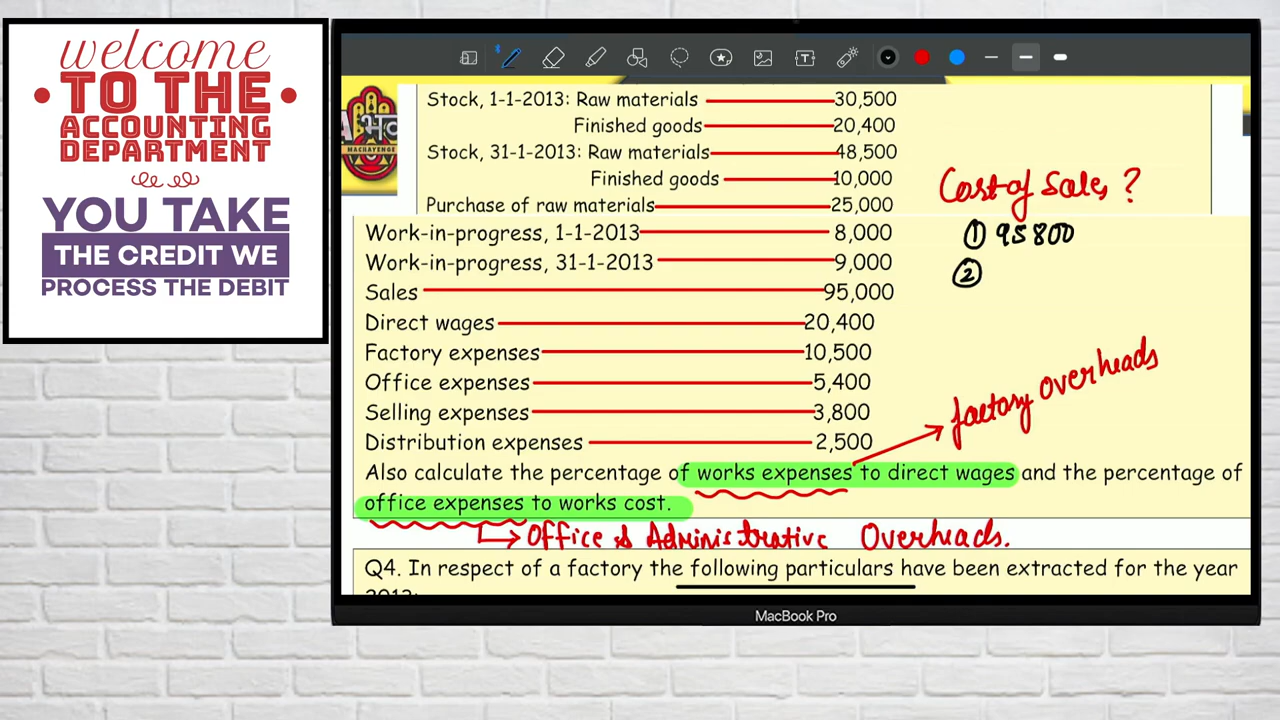 welcome
TO THE
ACCOUNTING
DEPARTMENT
YOU TAKE
THE CREDIT WE
PROCESS THE DEBIT
Stock, 1-1-2013: Raw materials 30,500
Finished goods 20,400
Stock, 31-1-2013: Raw materials 48,500
Finished goods 10,000
Purchase of raw materials 25,000
Work-in-progress, 1-1-2013 8,000
Work-in-progress, 31-1-2013 9,000
Sales 95,000
Direct wages 20,400
Factory expenses 10,500
Office expenses 5,400
Selling expenses 3,800
Distribution expenses 2,500
Also calculate the percentage of works expenses to direct wages and the percentage of
office expenses to works cost.
Cost of Sales ?
① 95800
②
factory overheads
Office & Administrative Overheads.
Q4. In respect of a factory the following particulars have been extracted for the year
MACHAYENGE
MacBook Pro